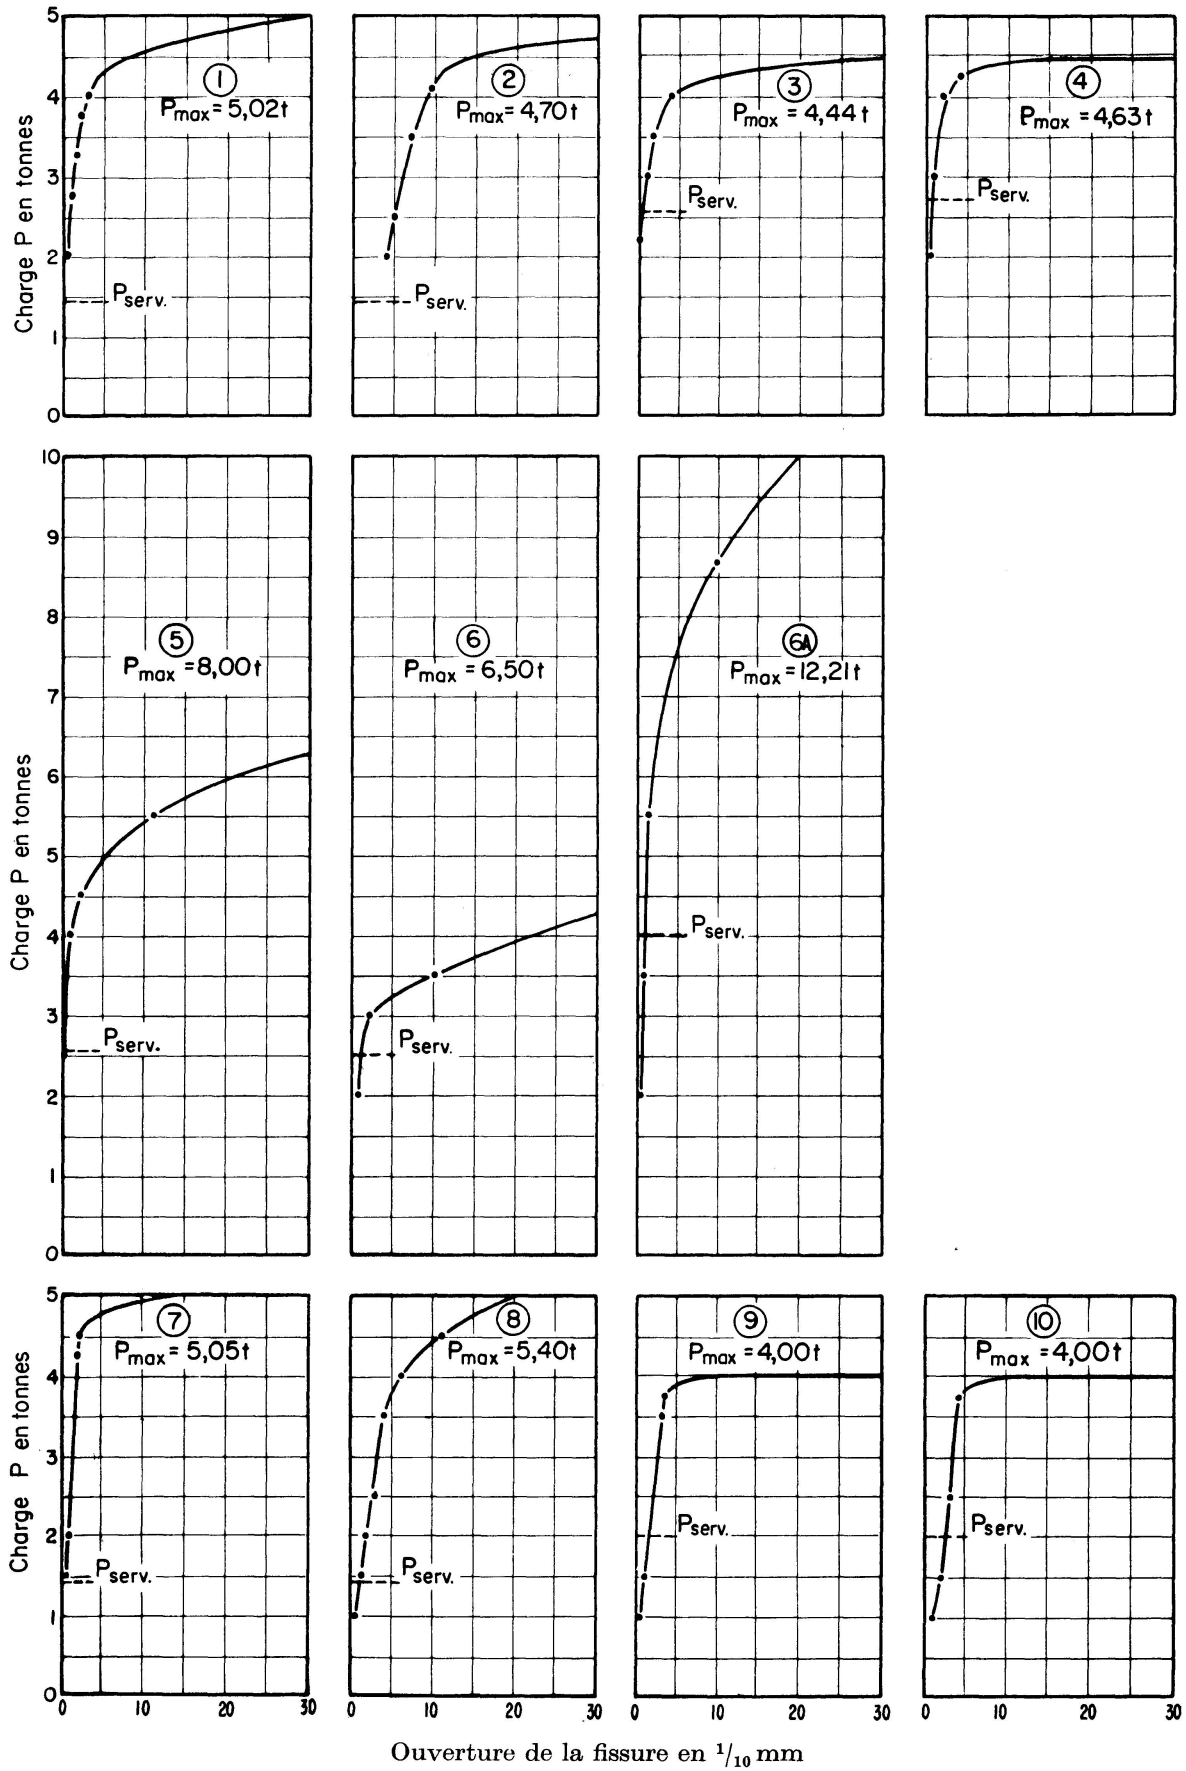 Charge P en tonnes
5
4
3
2
1
0
①
Pmax = 5,02t
Pserv.
②
Pmax = 4,70t
Pserv.
③
Pmax = 4,44t
Pserv.
④
Pmax = 4,63t
Pserv.
Charge P en tonnes
10
9
8
7
6
5
4
3
2
1
0
⑤
Pmax = 8,00t
Pserv.
⑥
Pmax = 6,50t
Pserv.
6A
Pmax = 12,21t
Pserv.
Charge P en tonnes
5
4
3
2
1
0
⑦
Pmax = 5,05t
Pserv.
⑧
Pmax = 5,40t
Pserv.
⑨
Pmax = 4,00t
Pserv.
⑩
Pmax = 4,00t
Pserv.
0 10 20 30
0 10 20 30
0 10 20 30
0 10 20 30
Ouverture de la fissure en 1/10 mm